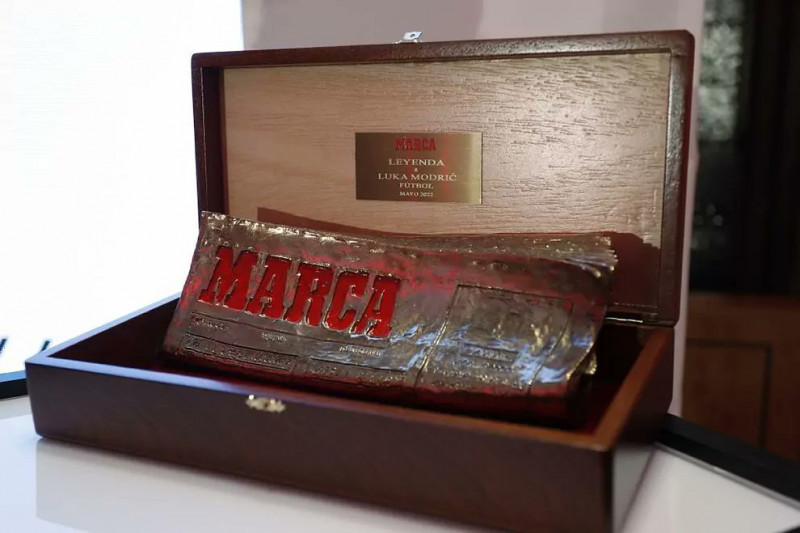 MARCA
LEYENDA
a
LUKA MODRIĆ
FÚTBOL
MAYO 2022
MARCA